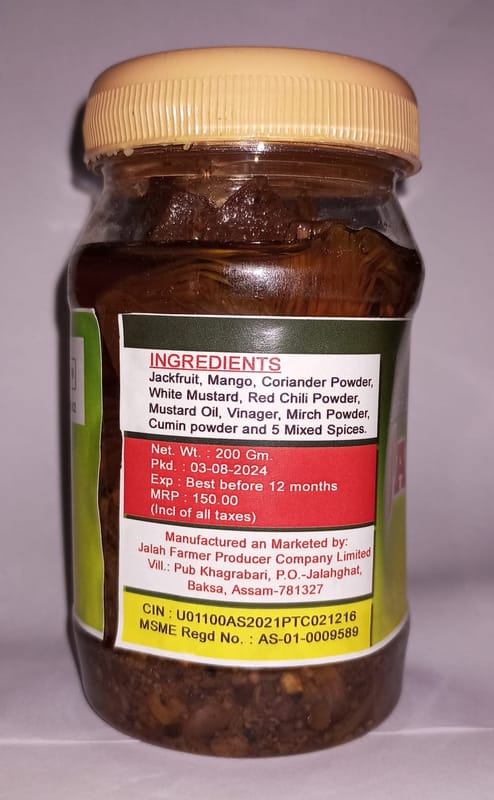 INGREDIENTS
Jackfruit, Mango, Coriander Powder,
White Mustard, Red Chili Powder,
Mustard Oil, Vinager, Mirch Powder,
Cumin powder and 5 Mixed Spices.
Net. Wt. : 200 Gm.
Pkd. : 03-08-2024
Exp : Best before 12 months
MRP : 150.00
(Incl of all taxes)
Manufactured an Marketed by:
Jalah Farmer Producer Company Limited
Vill.: Pub Khagrabari, P.O.-Jalahghat,
Baksa, Assam-781327
CIN : U01100AS2021PTC021216
MSME Regd No. : AS-01-0009589